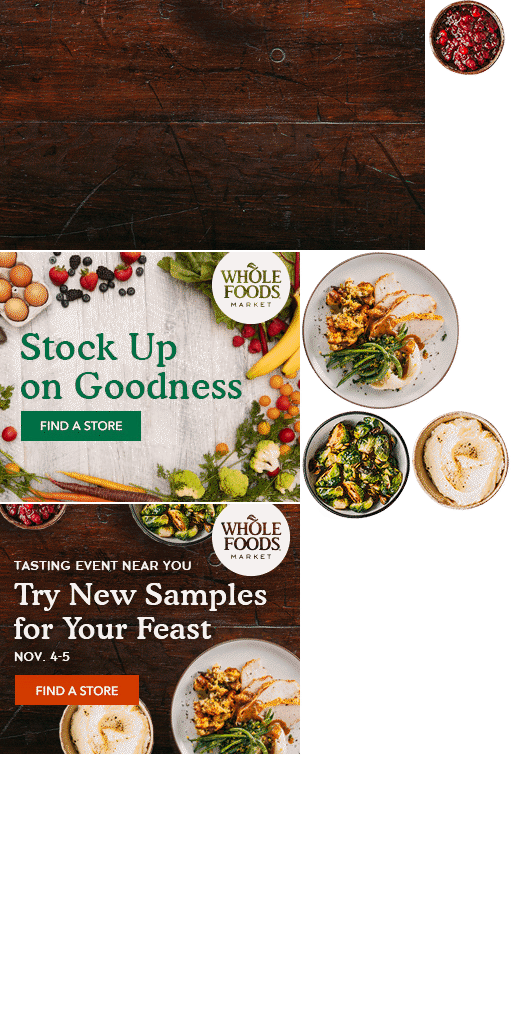 WHOLE
FOODS
MARKET
Stock Up
on Goodness
FIND A STORE
WHOLE
FOODS
MARKET
TASTING EVENT NEAR YOU
Try New Samples
for Your Feast
NOV. 4-5
FIND A STORE